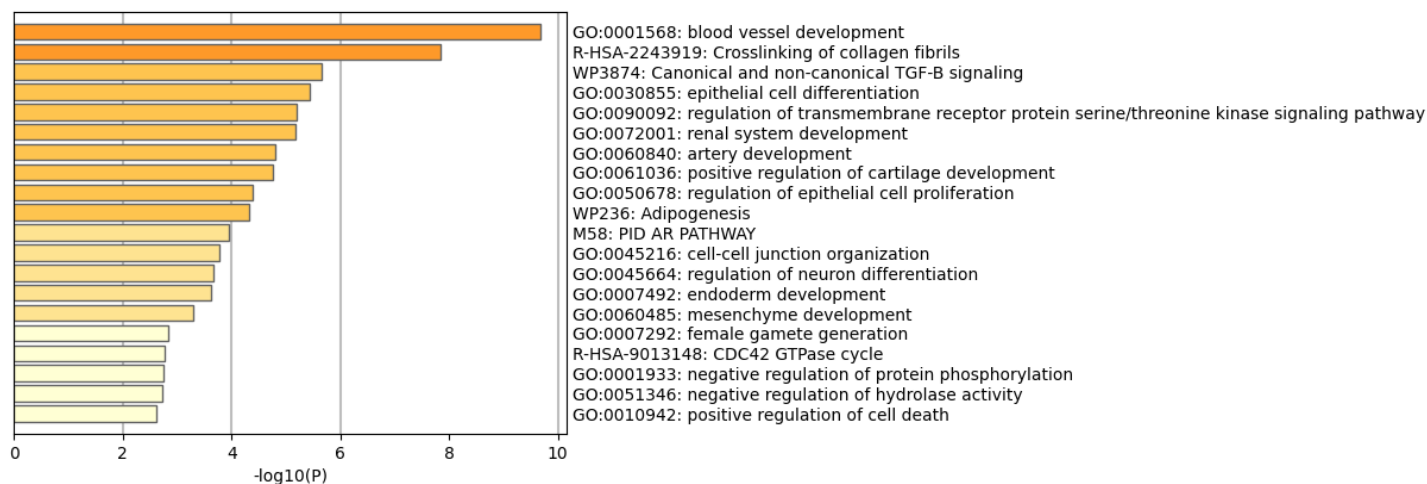 GO:0001568: blood vessel development
R-HSA-2243919: Crosslinking of collagen fibrils
WP3874: Canonical and non-canonical TGF-B signaling
GO:0030855: epithelial cell differentiation
GO:0090092: regulation of transmembrane receptor protein serine/threonine kinase signaling pathway
GO:0072001: renal system development
GO:0060840: artery development
GO:0061036: positive regulation of cartilage development
GO:0050678: regulation of epithelial cell proliferation
WP236: Adipogenesis
M58: PID AR PATHWAY
GO:0045216: cell-cell junction organization
GO:0045664: regulation of neuron differentiation
GO:0007492: endoderm development
GO:0060485: mesenchyme development
GO:0007292: female gamete generation
R-HSA-9013148: CDC42 GTPase cycle
GO:0001933: negative regulation of protein phosphorylation
GO:0051346: negative regulation of hydrolase activity
GO:0010942: positive regulation of cell death
0 2 4 6 8 10
-log10(P)